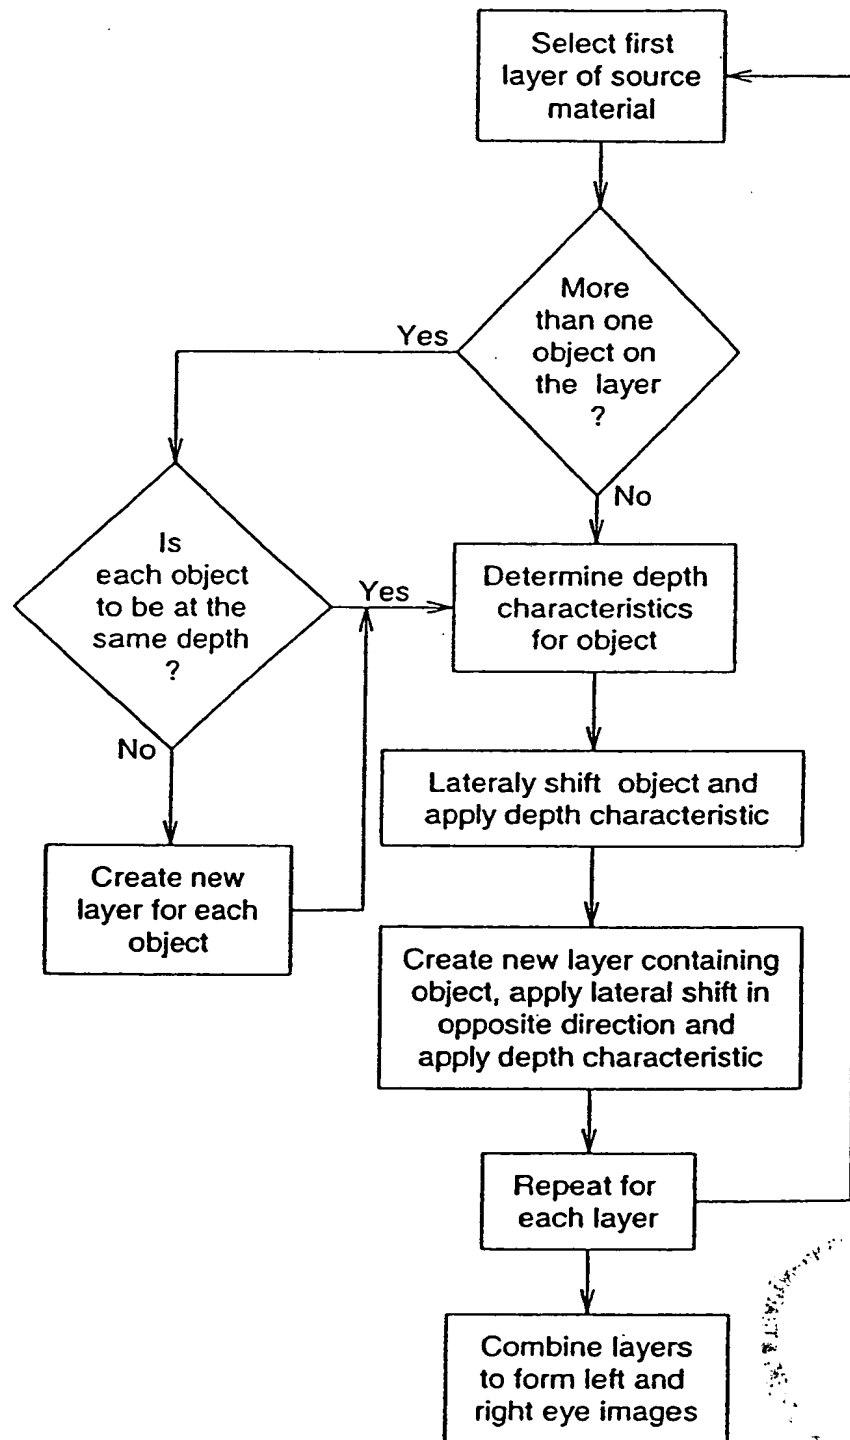 Select first
layer of source
material
More
than one
object on
the layer
?
Yes
No
Is
each object
to be at the
same depth
?
Yes
No
Create new
layer for each
object
Determine depth
characteristics
for object
Lateraly shift object and
apply depth characteristic
Create new layer containing
object, apply lateral shift in
opposite direction and
apply depth characteristic
Repeat for
each layer
Combine layers
to form left and
right eye images